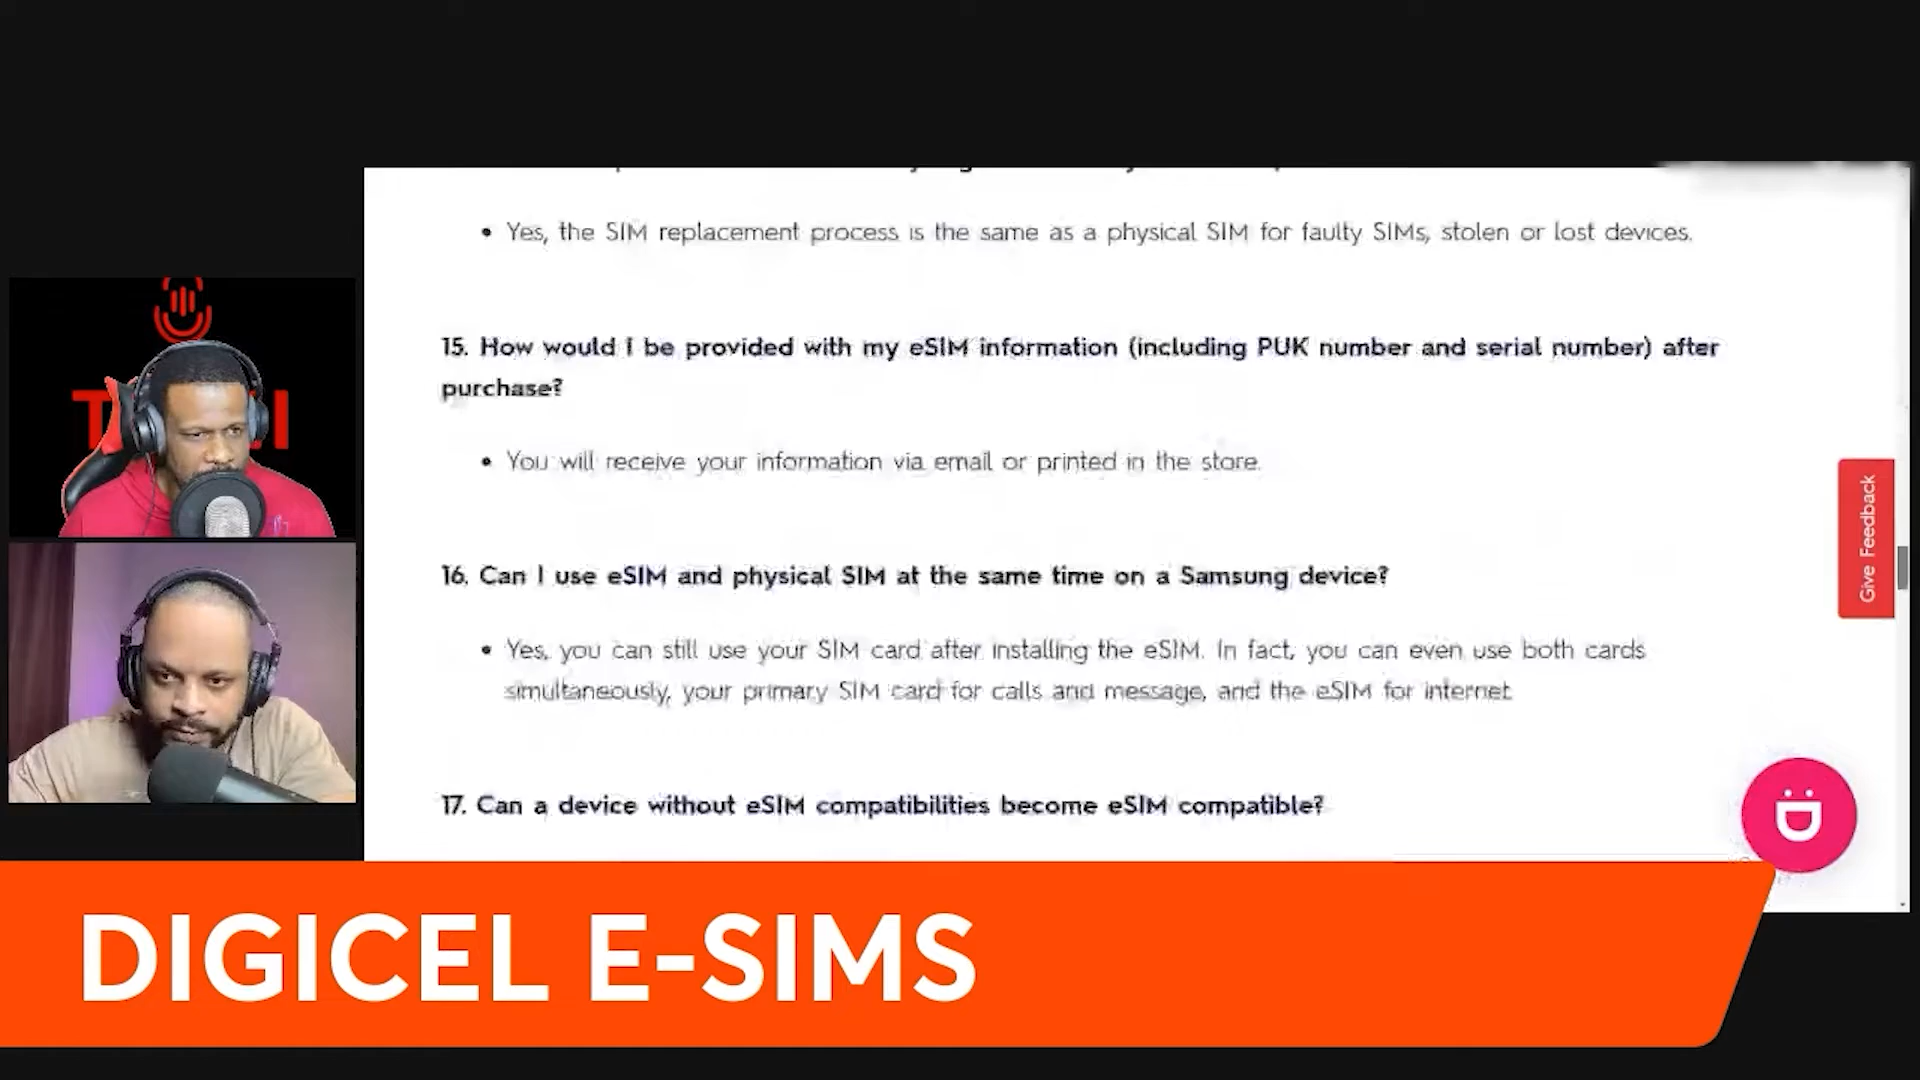 • Yes, the SIM replacement process is the same as a physical SIM for faulty SIMs, stolen or lost devices.
15. How would I be provided with my eSIM information (including PUK number and serial number) after
purchase?
• You will receive your information via email or printed in the store.
16. Can I use eSIM and physical SIM at the same time on a Samsung device?
• Yes, you can still use your SIM card after installing the eSIM. In fact, you can even use both cards
simultaneously, your primary SIM card for calls and message, and the eSIM for internet
17. Can a device without eSIM compatibilities become eSIM compatible?
Give Feedback
DIGICEL E-SIMS